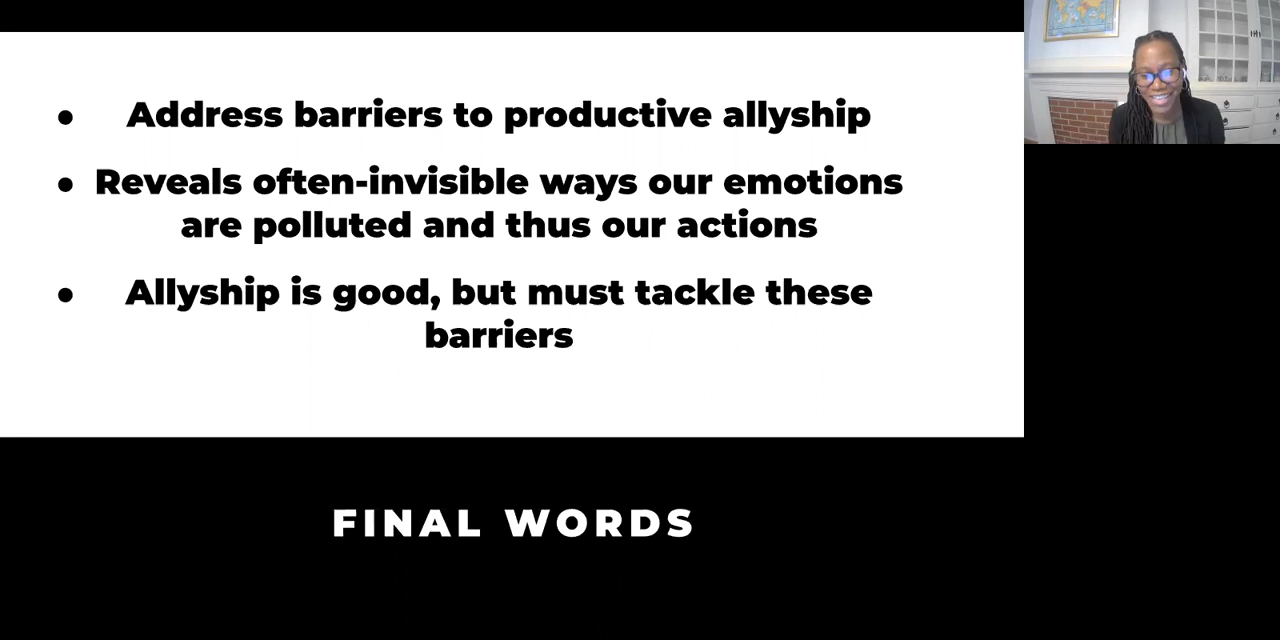 • Address barriers to productive allyship
• Reveals often-invisible ways our emotions
are polluted and thus our actions
• Allyship is good, but must tackle these
barriers
FINAL WORDS